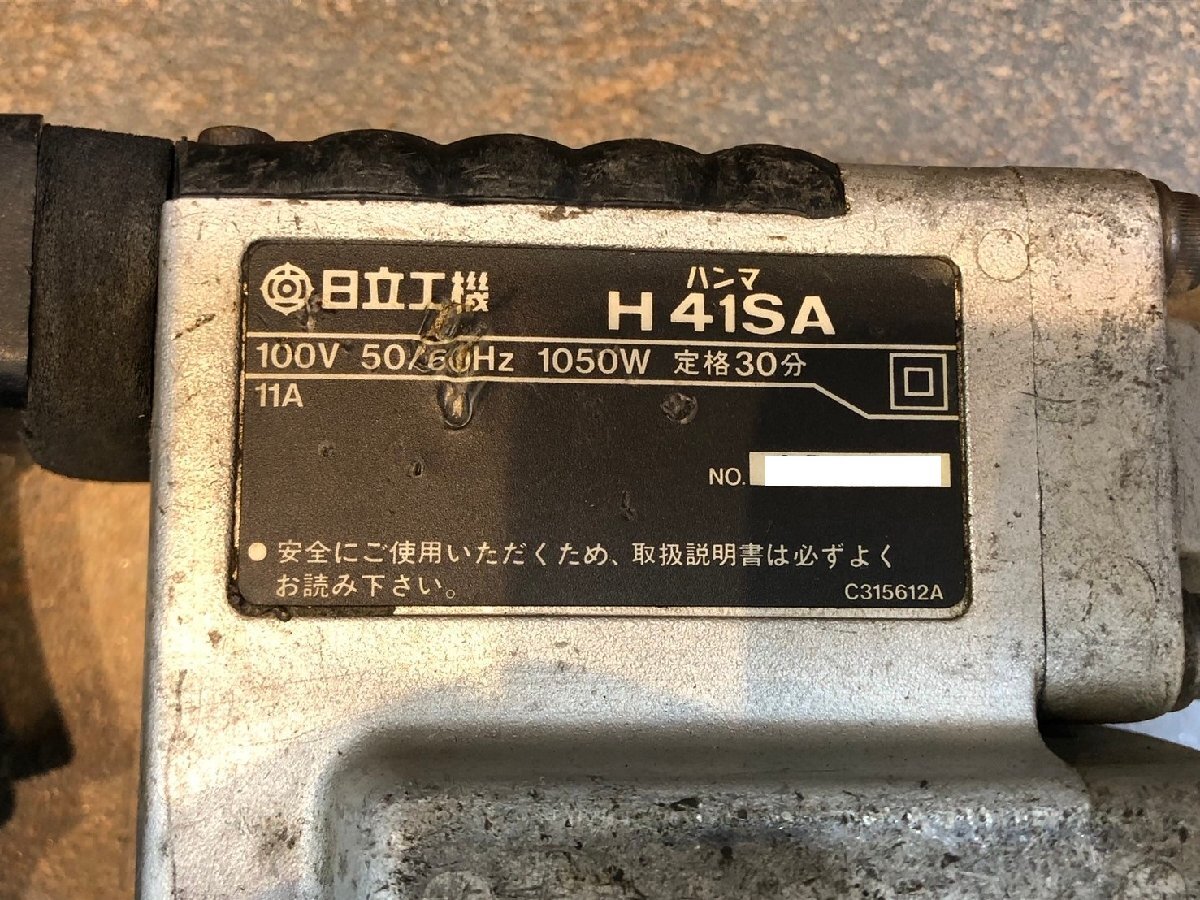 日立工機
ハンマ
H41SA
100V 50/60Hz 1050W 定格30分
11A
NO.
● 安全にご使用いただくため、取扱説明書は必ずよく
お読み下さい。
C315612A